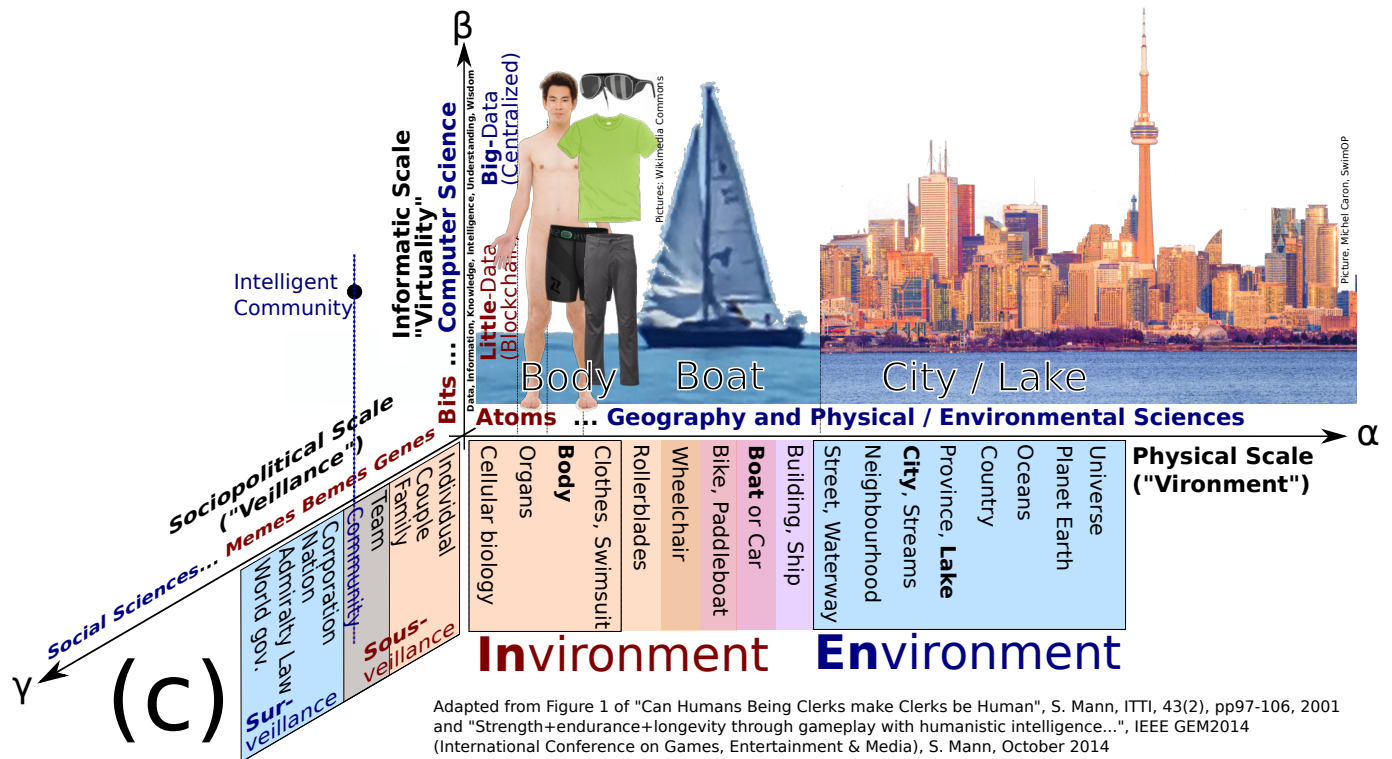 β
Informatic Scale
"Virtuality"
Bits ... Computer Science
Data, Information, Knowledge, Intelligence, Understanding, Wisdom
Big-Data
(Centralized)
Little-Data
(Blockchain)
Pictures: Wikimedia Commons
Picture. Michel Caron, SwimOP
Intelligent
Community
Body
Boat
City / Lake
Atoms ... Geography and Physical / Environmental Sciences
α
Physical Scale
("Vironment")
Sociopolitical Scale
("Veillance")
Social Sciences... Memes Bemes Genes
γ
Individual
Couple
Family
Team
Community...
Corporation
Nation
Admiralty Law
World gov.
Sous-
veillance
Sur-
veillance
Cellular biology
Organs
Body
Clothes, Swimsuit
Rollerblades
Wheelchair
Bike, Paddleboat
Boat or Car
Building, Ship
Street, Waterway
Neighbourhood
City, Streams
Province, Lake
Country
Oceans
Planet Earth
Universe
Invironment
Environment
(c)
Adapted from Figure 1 of "Can Humans Being Clerks make Clerks be Human", S. Mann, ITTI, 43(2), pp97-106, 2001
and "Strength+endurance+longevity through gameplay with humanistic intelligence...", IEEE GEM2014
(International Conference on Games, Entertainment & Media), S. Mann, October 2014